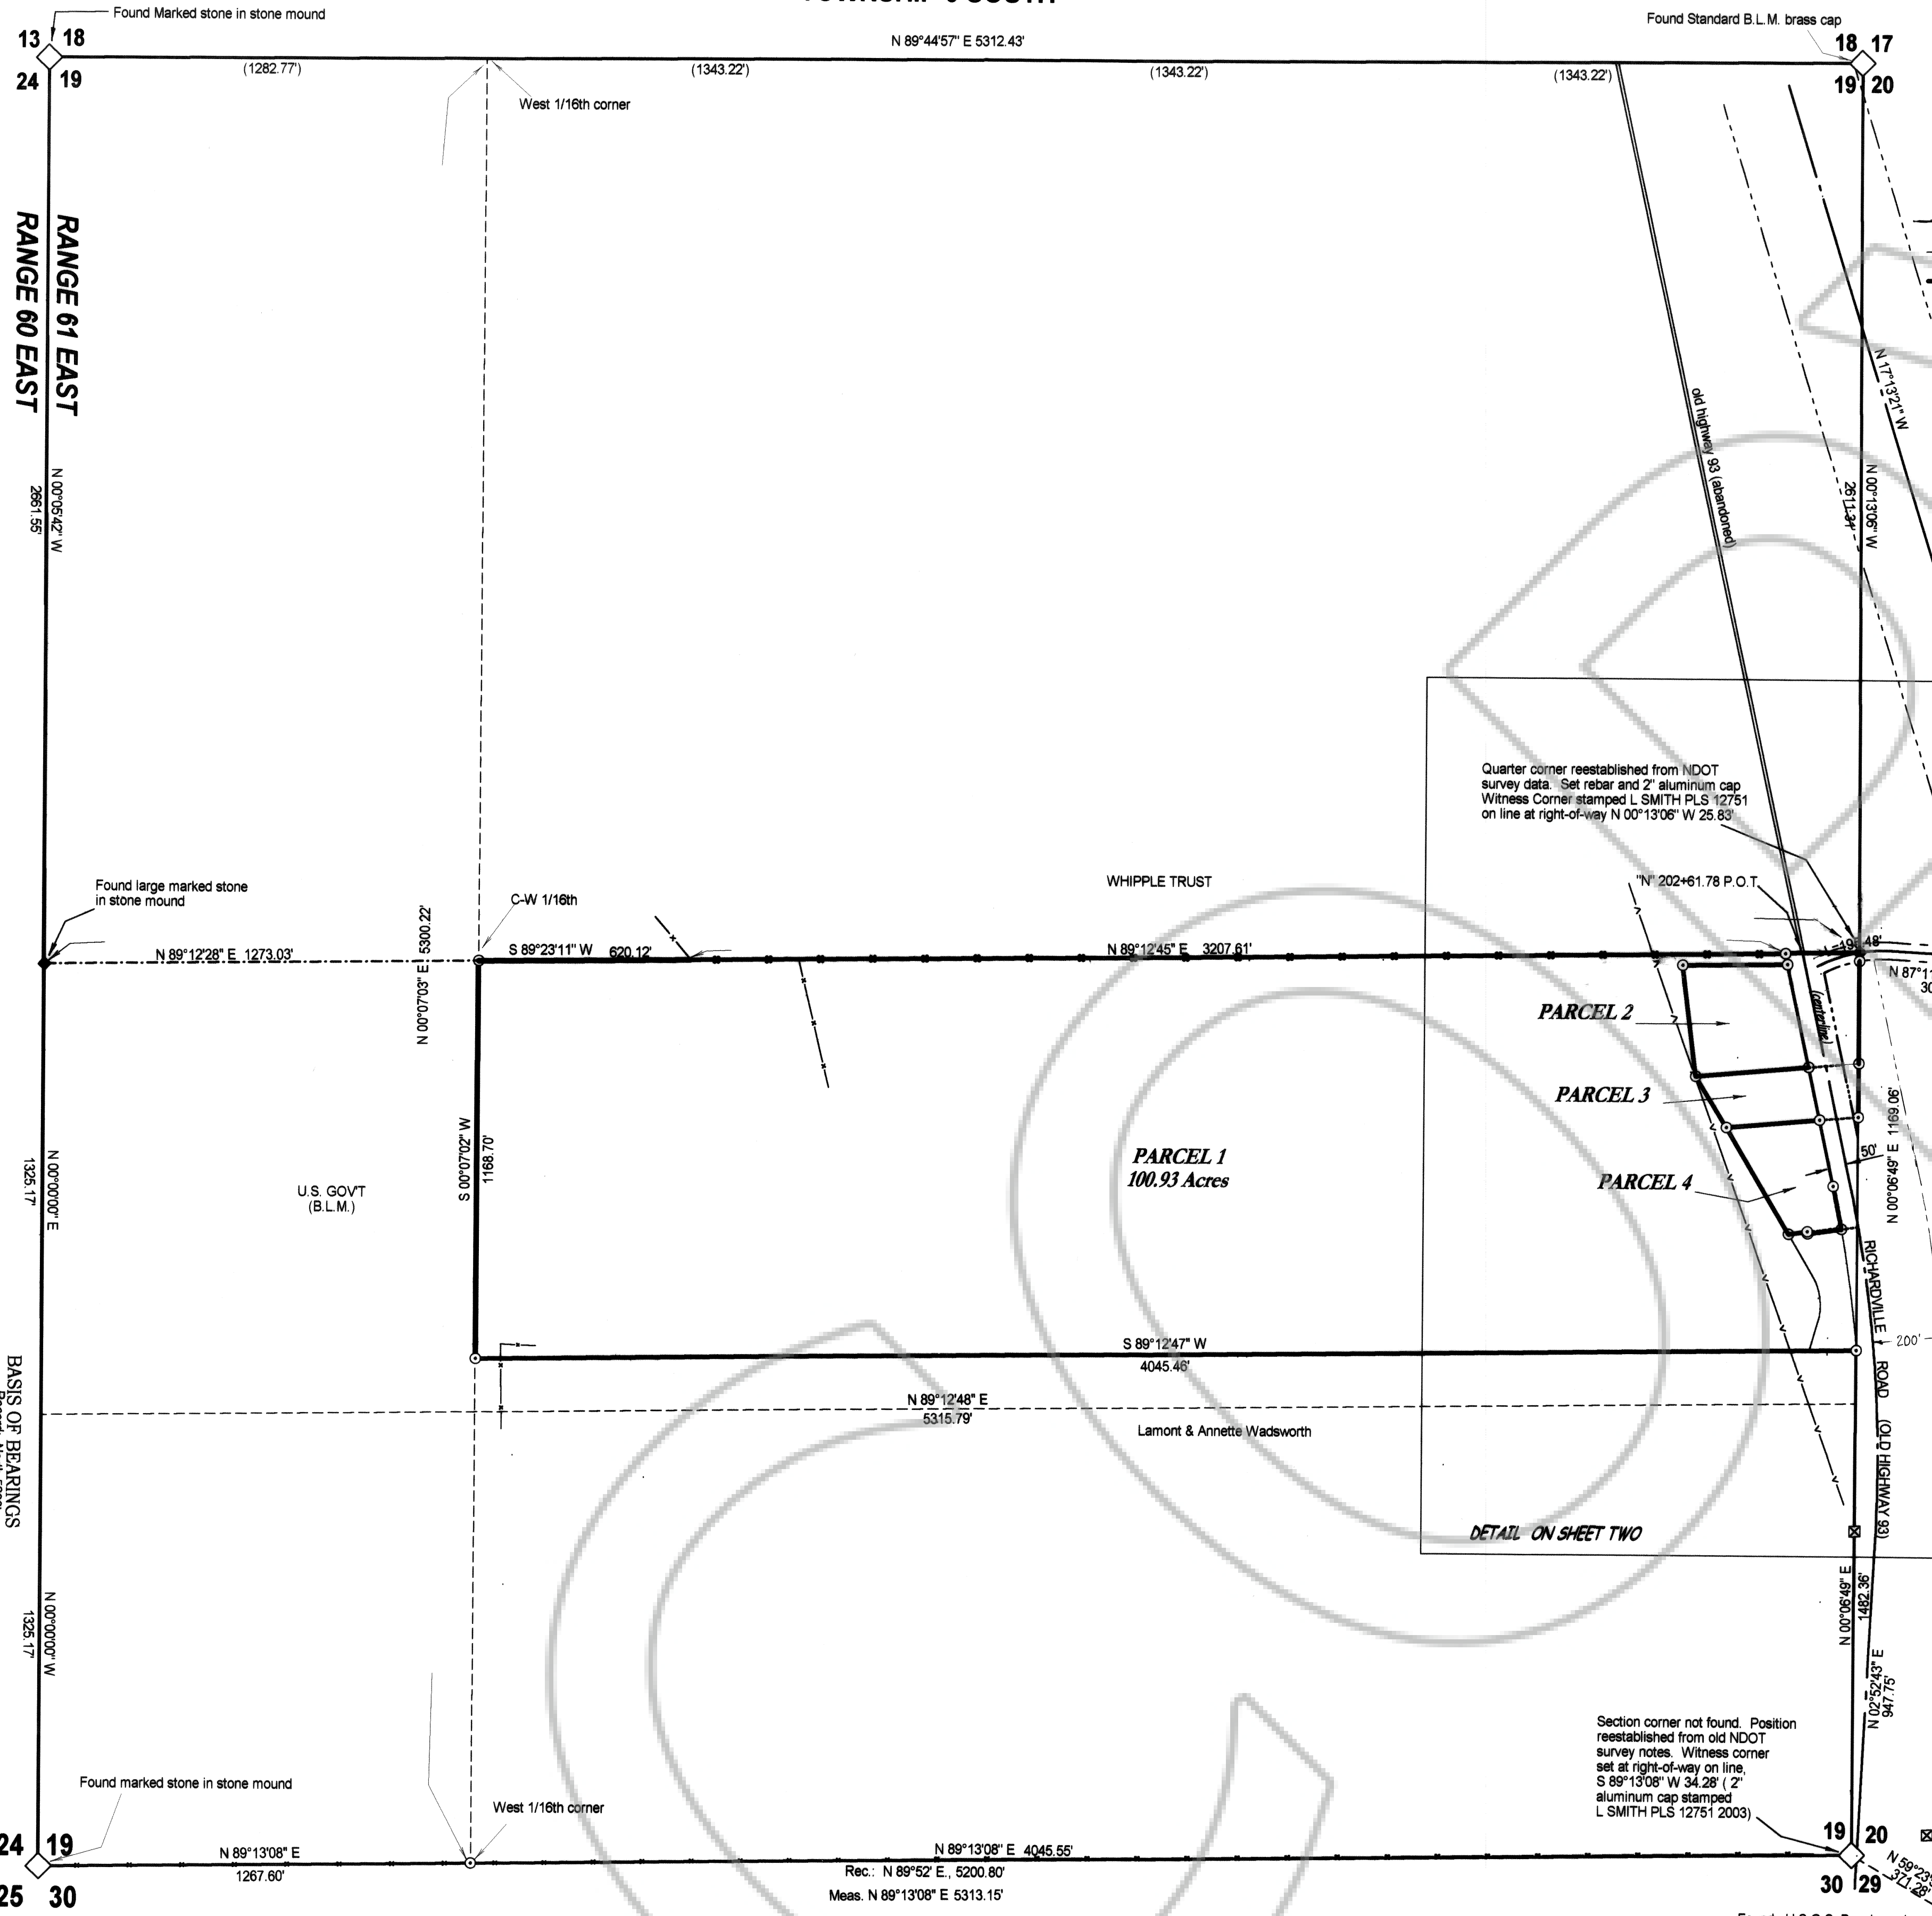 Found Marked stone in stone mound
Found Standard B.L.M. brass cap
13 18
24 19
N 89°44'57" E 5312.43'
(1282.77')
(1343.22')
(1343.22')
(1343.22')
18 17
19 20
West 1/16th corner
RANGE 61 EAST
RANGE 60 EAST
N 17°13'21" W
old highway 93 (abandoned)
N 00°05'42" W
2661.55'
N 00°13'06" W
2611.31'
Quarter corner reestablished from NDOT
survey data. Set rebar and 2" aluminum cap
Witness Corner stamped L SMITH PLS 12751
on line at right-of-way N 00°13'06" W 25.83'
Found large marked stone
in stone mound
C-W 1/16th
WHIPPLE TRUST
"N" 202+61.78 P.O.T.
N 89°12'28" E 1273.03'
N 00°07'03" E 5300.22'
S 89°23'11" W 620.12'
N 89°12'45" E 3207.61'
N 87°11
30
PARCEL 2
(centerline)
PARCEL 3
PARCEL 1
100.93 Acres
PARCEL 4
50'
N 00°06'49" E 1169.06'
S 00°07'02" W
1168.70'
U.S. GOV'T
(B.L.M.)
N 00°00'00" E
1325.17'
RICHARDVILLE ROAD (OLD HIGHWAY 93)
200'
S 89°12'47" W
4045.46'
N 89°12'48" E
5315.79'
Lamont & Annette Wadsworth
BASIS OF BEARINGS
DETAIL ON SHEET TWO
N 00°00'00" W
1325.17'
N 00°06'49" E
1482.36'
N 02°52'43" E
947.75'
Section corner not found. Position
reestablished from old NDOT
survey notes. Witness corner
set at right-of-way on line,
S 89°13'08" W 34.28' ( 2"
aluminum cap stamped
L SMITH PLS 12751 2003)
Found marked stone in stone mound
West 1/16th corner
24 19
25 30
N 89°13'08" E
1267.60'
N 89°13'08" E 4045.55'
Rec.: N 89°52' E., 5200.80'
Meas. N 89°13'08" E 5313.15'
19 20
30 29
N 59°23'
371.28'